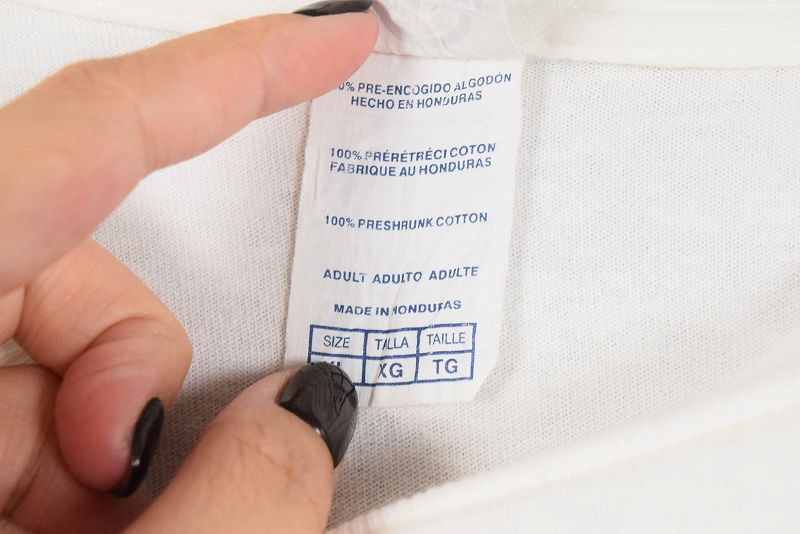 PRE-ENCOGIDO ALGODÓN
HECHO EN HONDURAS
100% PRÉRÉTRÉCI COTON
FABRIQUE AU HONDURAS
100% PRESHRUNK COTTON
ADULT ADULTO ADULTE
MADE IN HONDURAS
SIZE TALLA TAILLE
XG TG